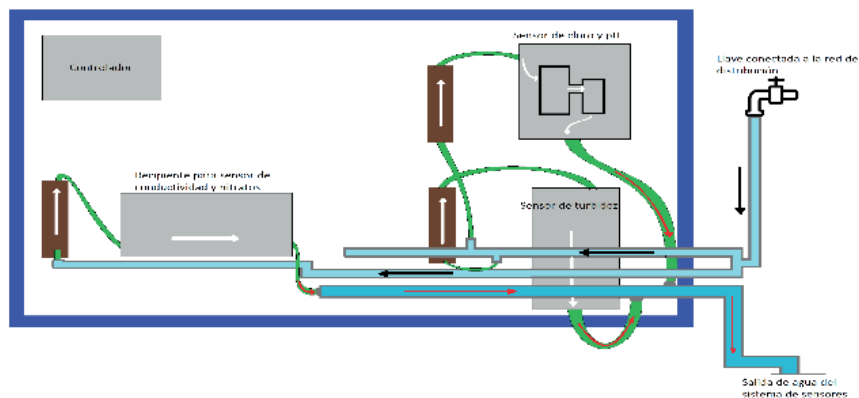 Sensor de cloro y pH
Controlador
Llave conectada a la red de
distribución
Recipiente para sensor de
conductividad y nitratos
Sensor de turbidez
Salida de agua del
sistema de sensores